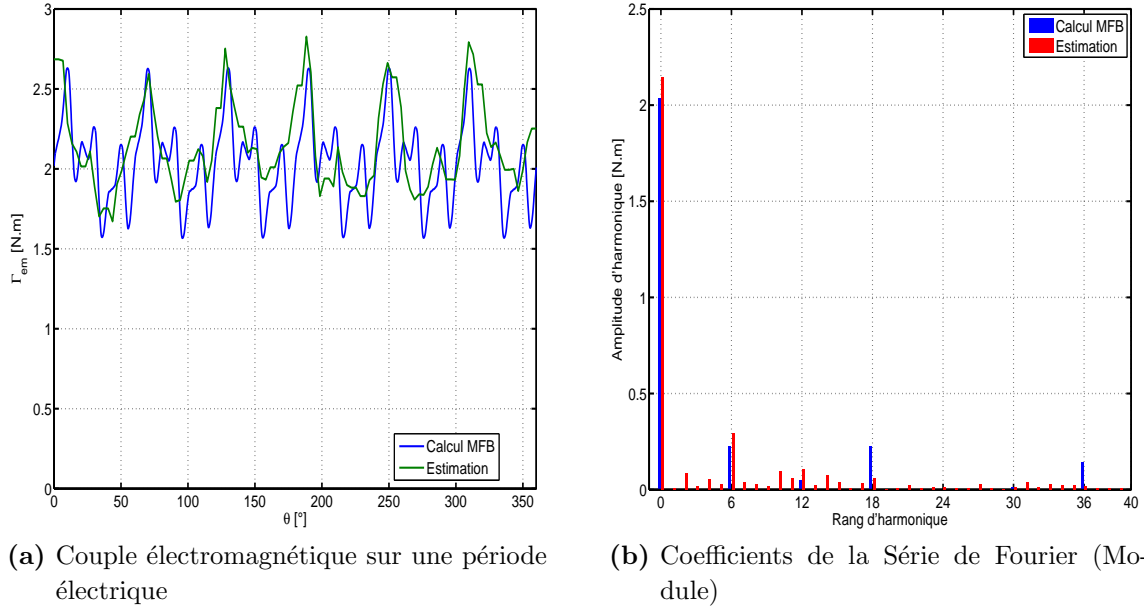 3
2.5
2
1.5
1
0.5
0
Γem [N.m]
0 50 100 150 200 250 300 350
θ [°]
Calcul MFB
Estimation
2.5
2
1.5
1
0.5
0
Amplitude d'harmonique [N.m]
0 6 12 18 24 30 36 40
Rang d'harmonique
Calcul MFB
Estimation
(a) Couple électromagnétique sur une période
électrique
(b) Coefficients de la Série de Fourier (Mo-
dule)